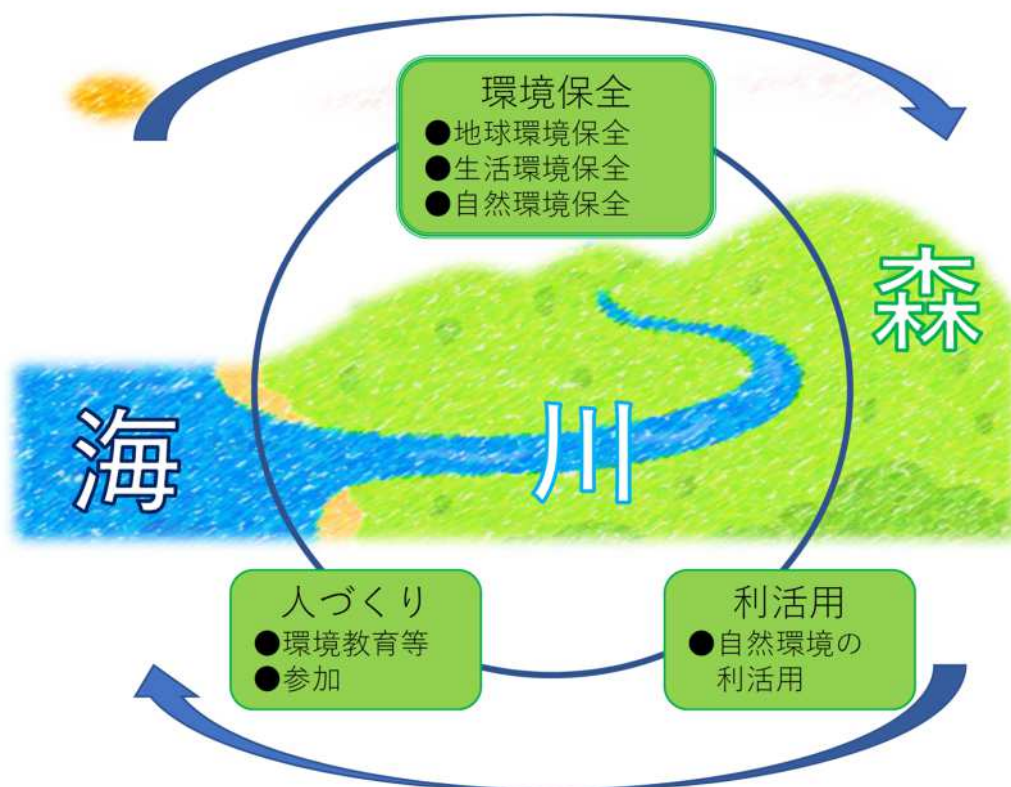 環境保全
●地球環境保全
●生活環境保全
●自然環境保全
森
海
川
人づくり
●環境教育等
●参加
利活用
●自然環境の
利活用